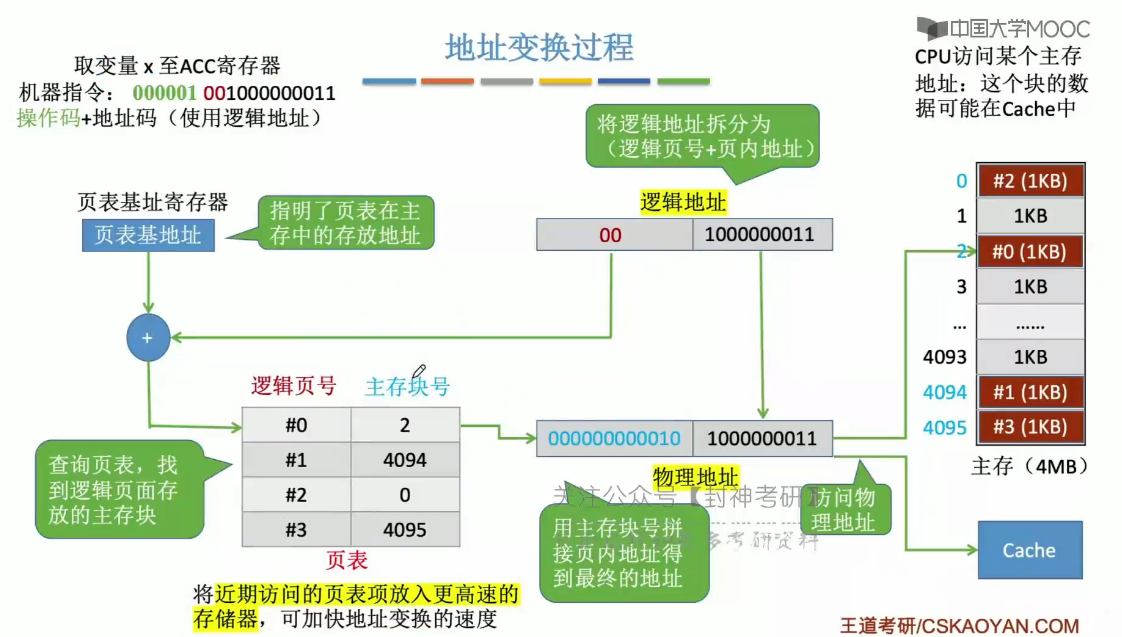 中国大学MOOC
地址变换过程
取变量 x 至ACC寄存器
机器指令： 000001 001000000011
操作码+地址码（使用逻辑地址）
CPU访问某个主存
地址：这个块的数
据可能在Cache中
将逻辑地址拆分为
（逻辑页号+页内地址）
页表基址寄存器
页表基地址
指明了页表在主
存中的存放地址
逻辑地址
00 1000000011
0 #2 (1KB)
1 1KB
2 #0 (1KB)
3 1KB
... ......
4093 1KB
4094 #1 (1KB)
4095 #3 (1KB)
主存（4MB）
+
逻辑页号 主存块号
#0 2
#1 4094
#2 0
#3 4095
页表
查询页表，找
到逻辑页面存
放的主存块
000000000010 1000000011
物理地址
关注公众号【封神考研】
多考研资料
访问物
理地址
用主存块号拼
接页内地址得
到最终的地址
Cache
将近期访问的页表项放入更高速的
存储器，可加快地址变换的速度
王道考研/CSKAOYAN.COM